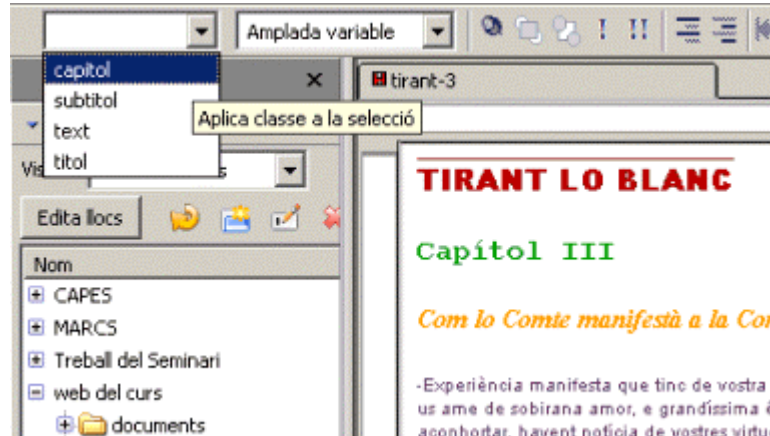 Amplada variable
capitol
subtitol
text
titol
Aplica classe a la selecció
tirant-3
Vis
Edita llocs
Nom
CAPES
MARCS
Treball del Seminari
web del curs
documents
TIRANT LO BLANC
Capítol III
Com lo Comte manifestà a la Con
-Experiència manifesta que tinc de vostra
us ame de sobirana amor, e grandíssima
aconhortar, havent notícia de vostres virtu